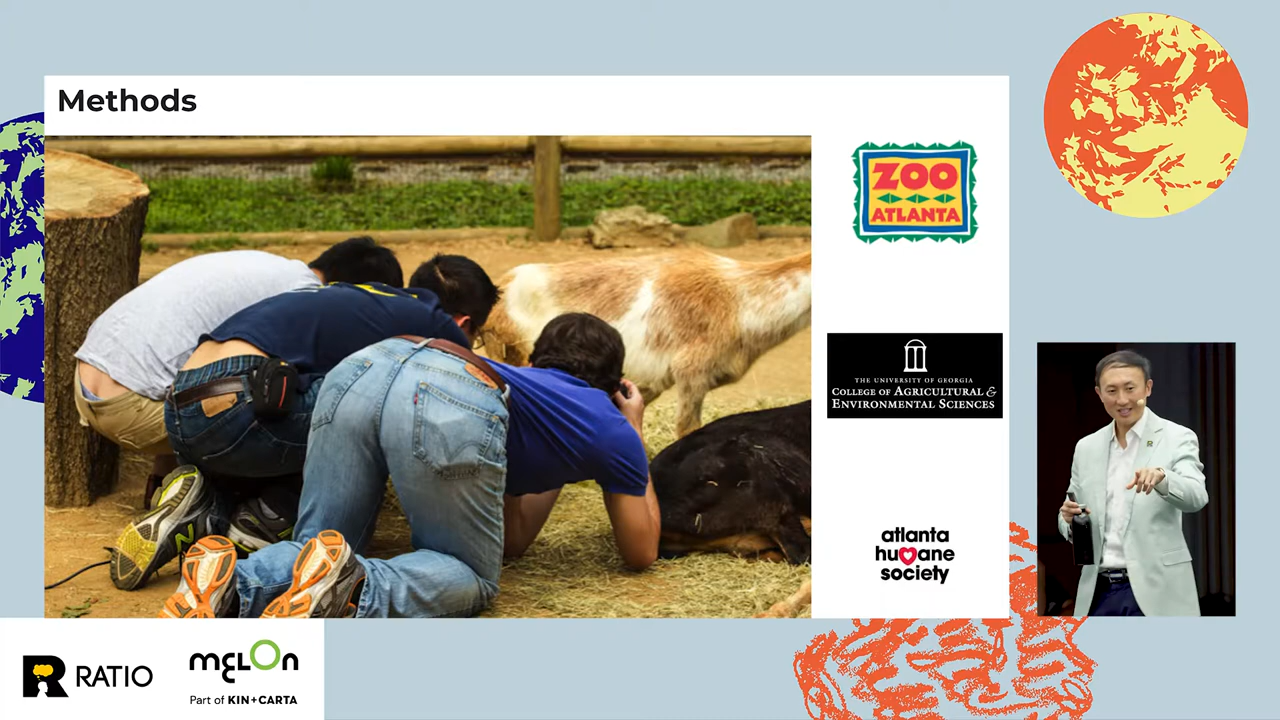 Methods
ZOO
ATLANTA
THE UNIVERSITY OF GEORGIA
COLLEGE OF AGRICULTURAL &
ENVIRONMENTAL SCIENCES
atlanta
humane
society
R RATIO
melon
Part of KIN+CARTA